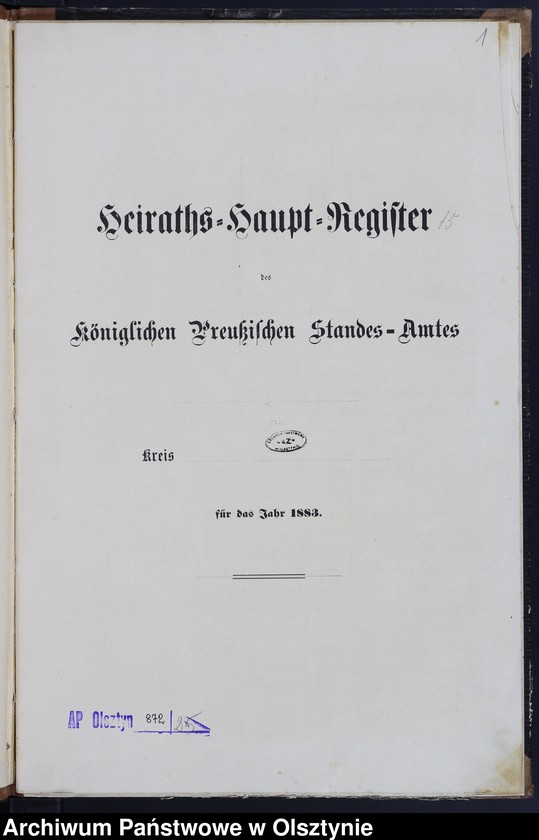 1
Heiraths-Haupt-Register 15
des
Königlichen Preußischen Standes-Amtes
Kreis
für das Jahr 1883.
AP Olsztyn 872
Archiwum Państwowe w Olsztynie